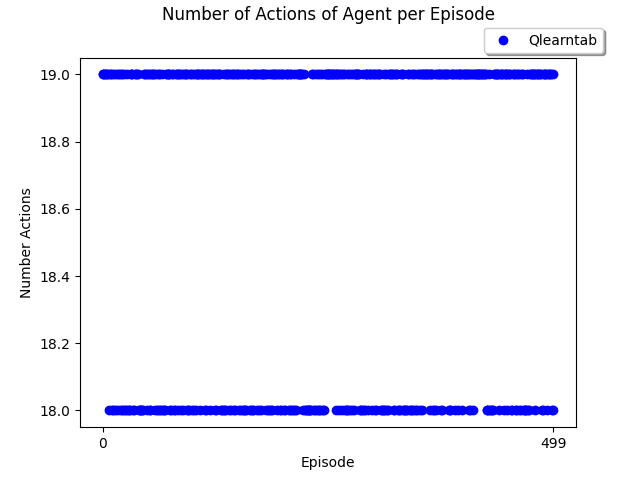 Number of Actions of Agent per Episode
Qlearntab
19.0
18.8
18.6
18.4
18.2
18.0
Number Actions
0
499
Episode